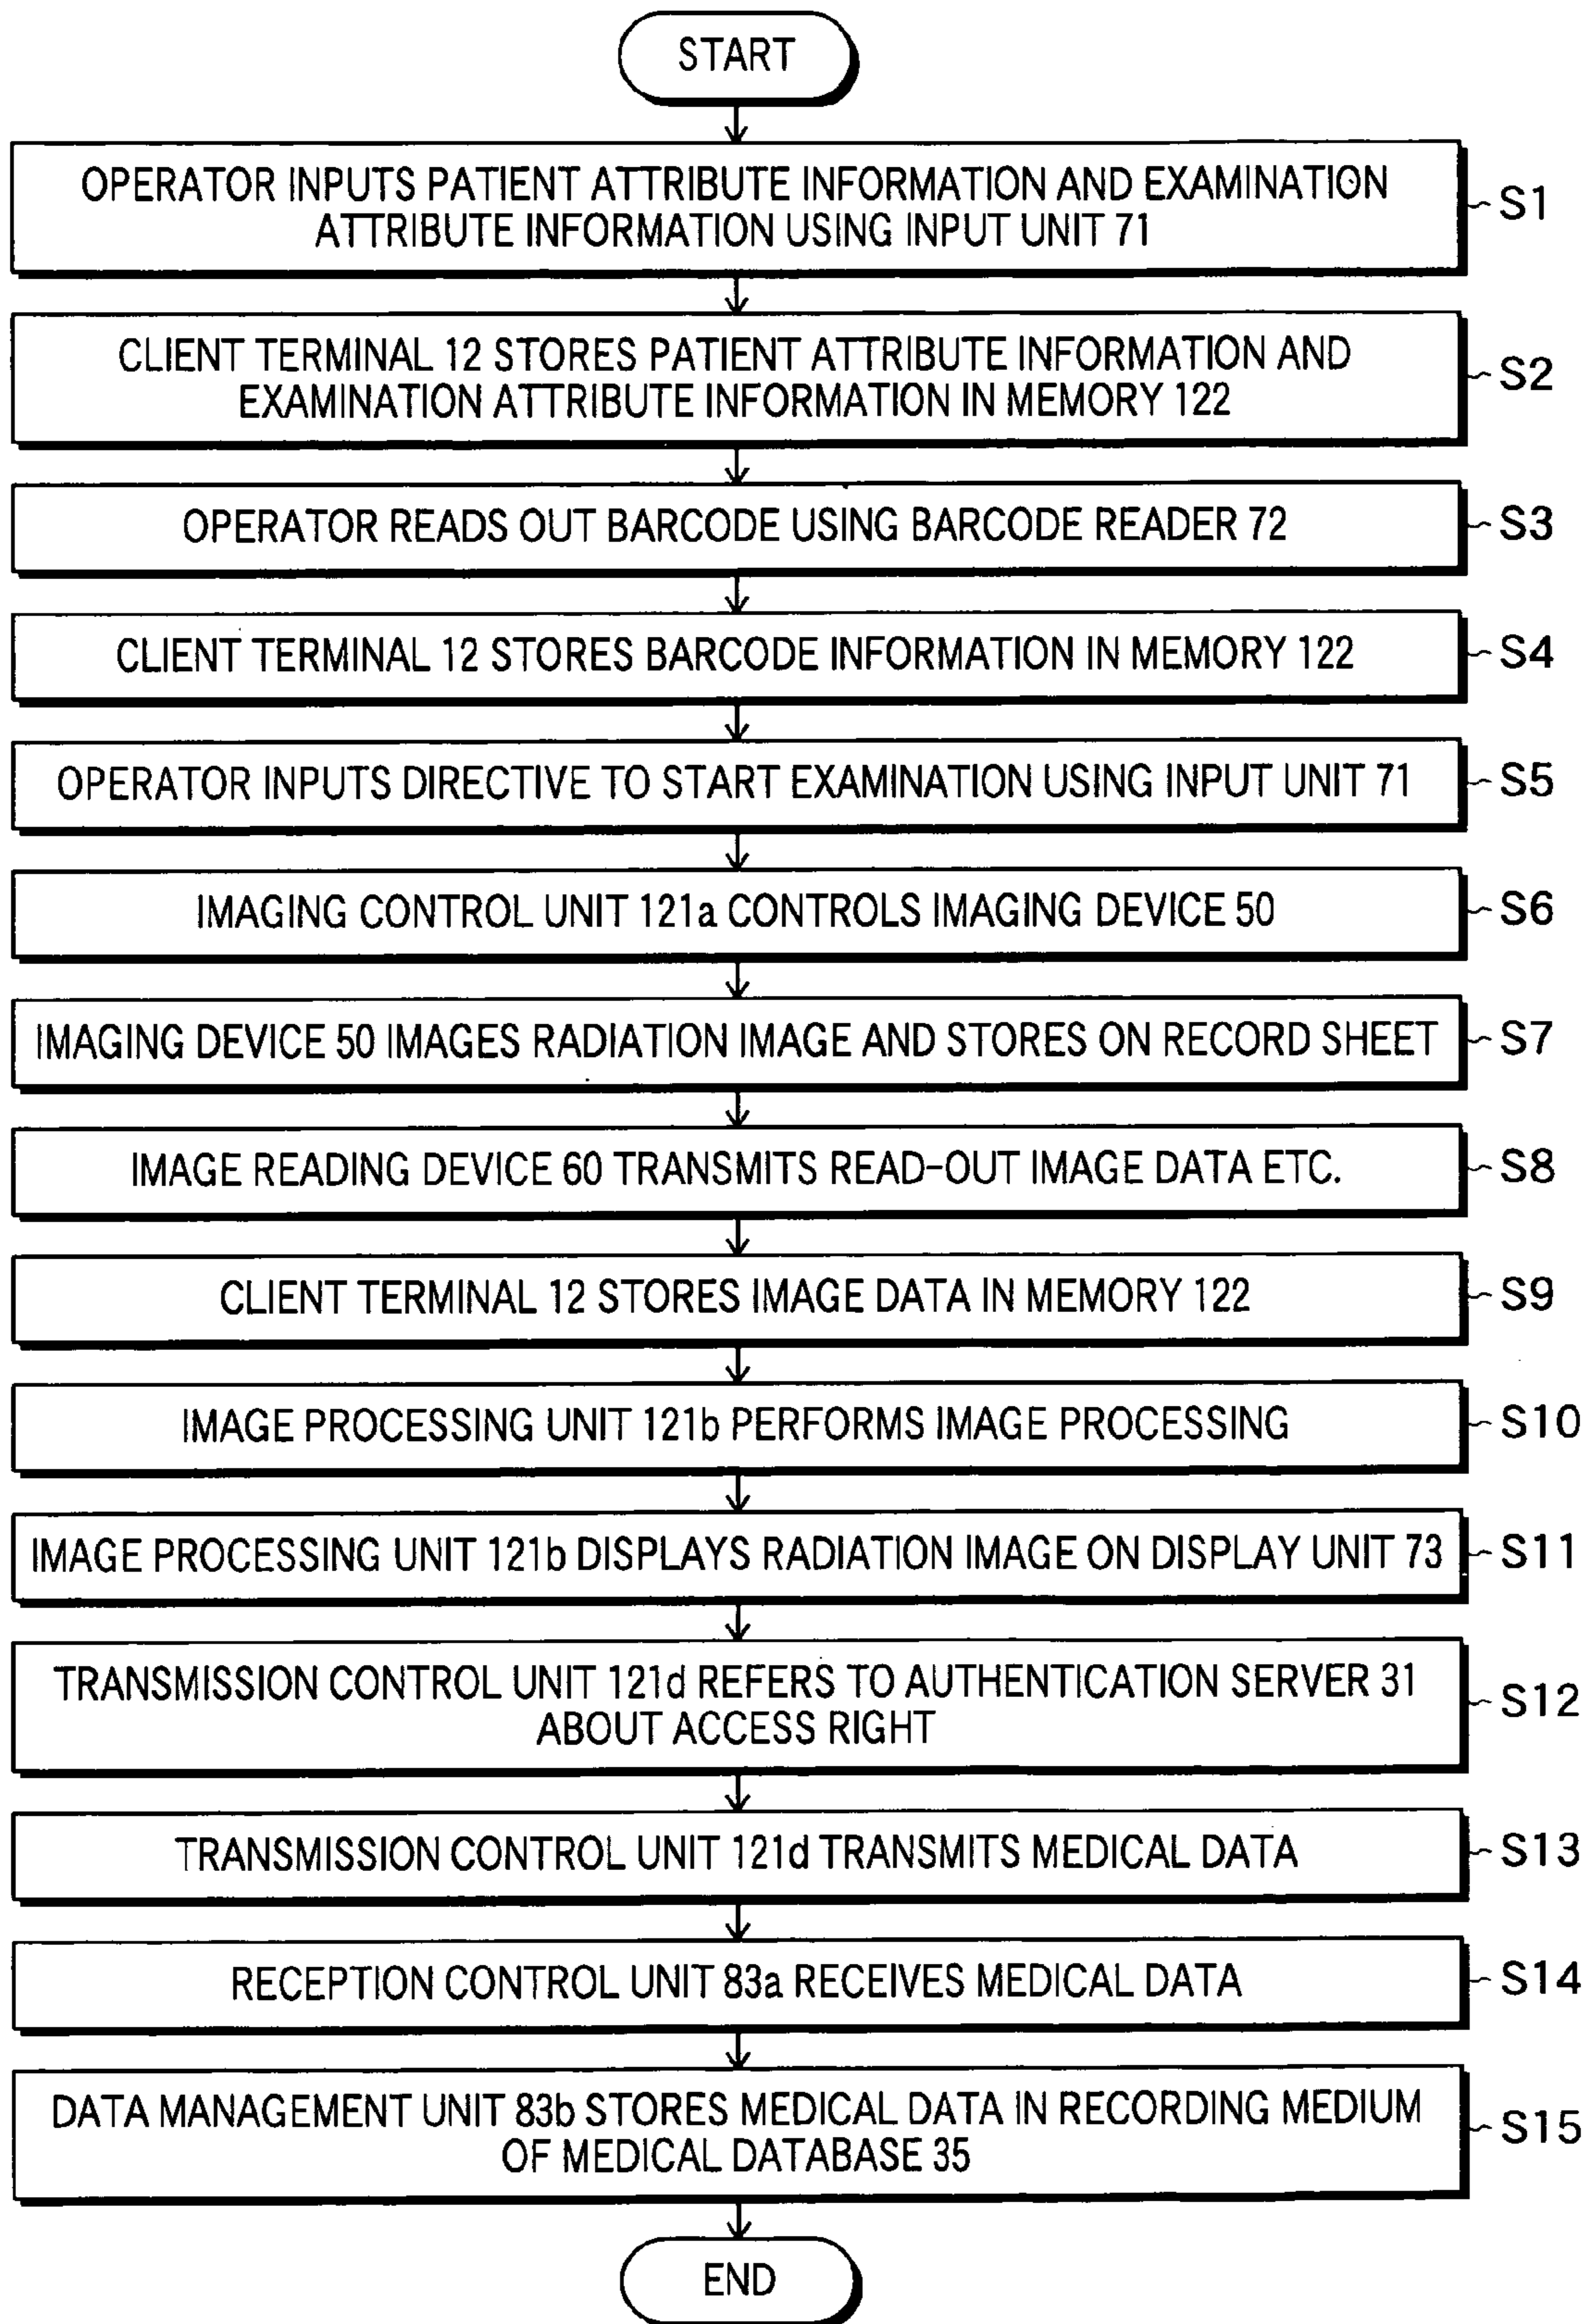 START
OPERATOR INPUTS PATIENT ATTRIBUTE INFORMATION AND EXAMINATION
ATTRIBUTE INFORMATION USING INPUT UNIT 71
S1
CLIENT TERMINAL 12 STORES PATIENT ATTRIBUTE INFORMATION AND
EXAMINATION ATTRIBUTE INFORMATION IN MEMORY 122
S2
OPERATOR READS OUT BARCODE USING BARCODE READER 72
S3
CLIENT TERMINAL 12 STORES BARCODE INFORMATION IN MEMORY 122
S4
OPERATOR INPUTS DIRECTIVE TO START EXAMINATION USING INPUT UNIT 71
S5
IMAGING CONTROL UNIT 121a CONTROLS IMAGING DEVICE 50
S6
IMAGING DEVICE 50 IMAGES RADIATION IMAGE AND STORES ON RECORD SHEET
S7
IMAGE READING DEVICE 60 TRANSMITS READ-OUT IMAGE DATA ETC.
S8
CLIENT TERMINAL 12 STORES IMAGE DATA IN MEMORY 122
S9
IMAGE PROCESSING UNIT 121b PERFORMS IMAGE PROCESSING
S10
IMAGE PROCESSING UNIT 121b DISPLAYS RADIATION IMAGE ON DISPLAY UNIT 73
S11
TRANSMISSION CONTROL UNIT 121d REFERS TO AUTHENTICATION SERVER 31
ABOUT ACCESS RIGHT
S12
TRANSMISSION CONTROL UNIT 121d TRANSMITS MEDICAL DATA
S13
RECEPTION CONTROL UNIT 83a RECEIVES MEDICAL DATA
S14
DATA MANAGEMENT UNIT 83b STORES MEDICAL DATA IN RECORDING MEDIUM
OF MEDICAL DATABASE 35
S15
END